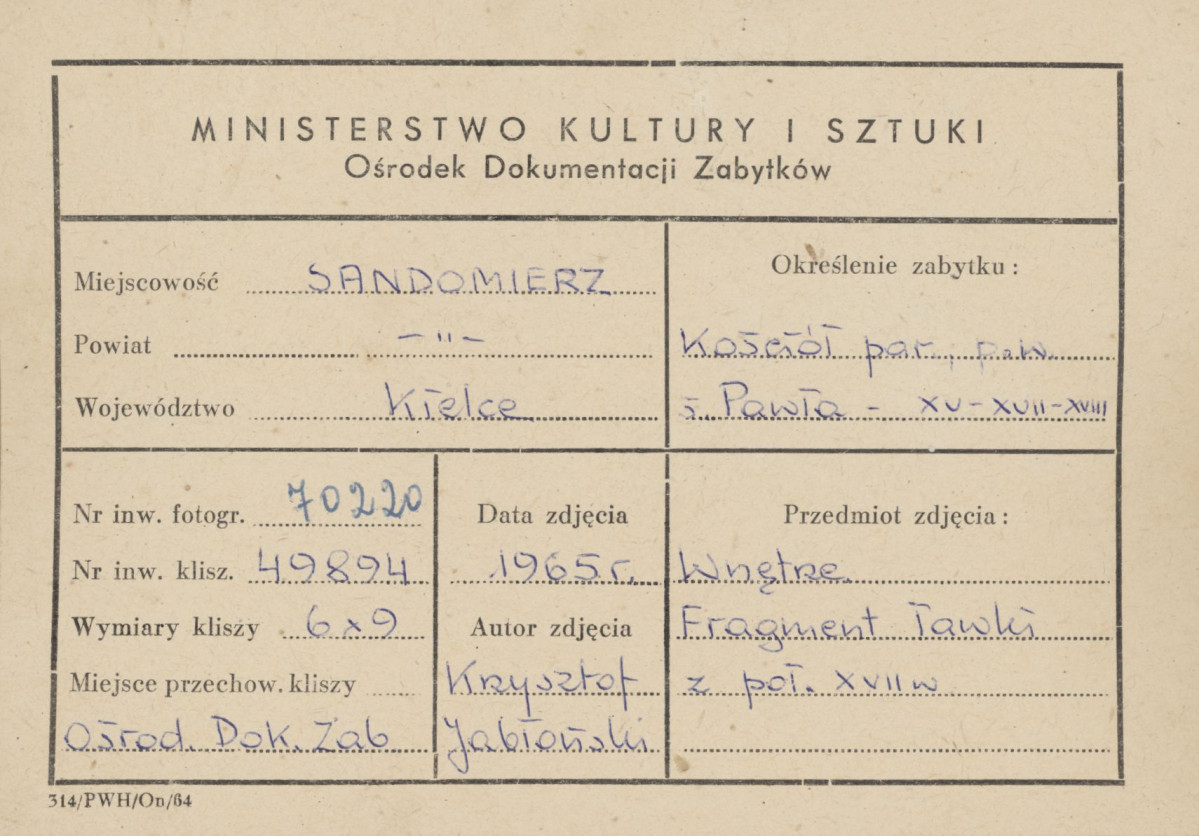 MINISTERSTWO KULTURY I SZTUKI
Ośrodek Dokumentacji Zabytków
Miejscowość SANDOMIERZ
Powiat -"-
Województwo Kielce
Określenie zabytku:
Kościół par., p.w.
ś. Pawła - XV-XVII-XVIII
Nr inw. fotogr. 70220
Nr inw. klisz. 49894
Wymiary kliszy 6x9
Miejsce przechow. kliszy
Ośrod. Dok. Zab
Data zdjęcia
1965 r.
Autor zdjęcia
Krzysztof
Jabłoński
Przedmiot zdjęcia:
Wnętrze.
Fragment ławki
z poł. XVII w
314/PWH/On/64